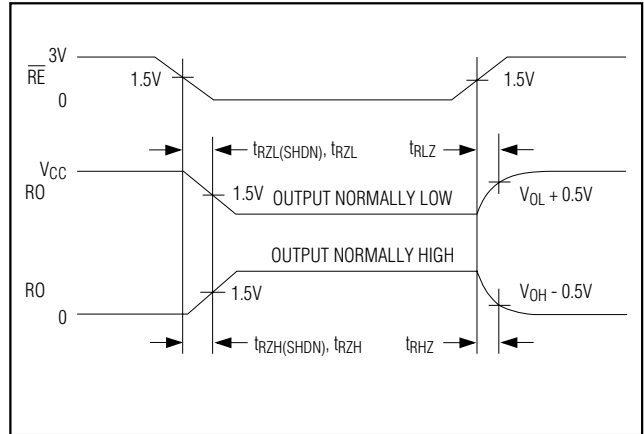 3V
RE
1.5V
1.5V
0
tRZL(SHDN), tRZL
tRLZ
VCC
RO
1.5V
OUTPUT NORMALLY LOW
VOL + 0.5V
OUTPUT NORMALLY HIGH
RO
1.5V
VOH - 0.5V
0
tRZH(SHDN), tRZH
tRHZ